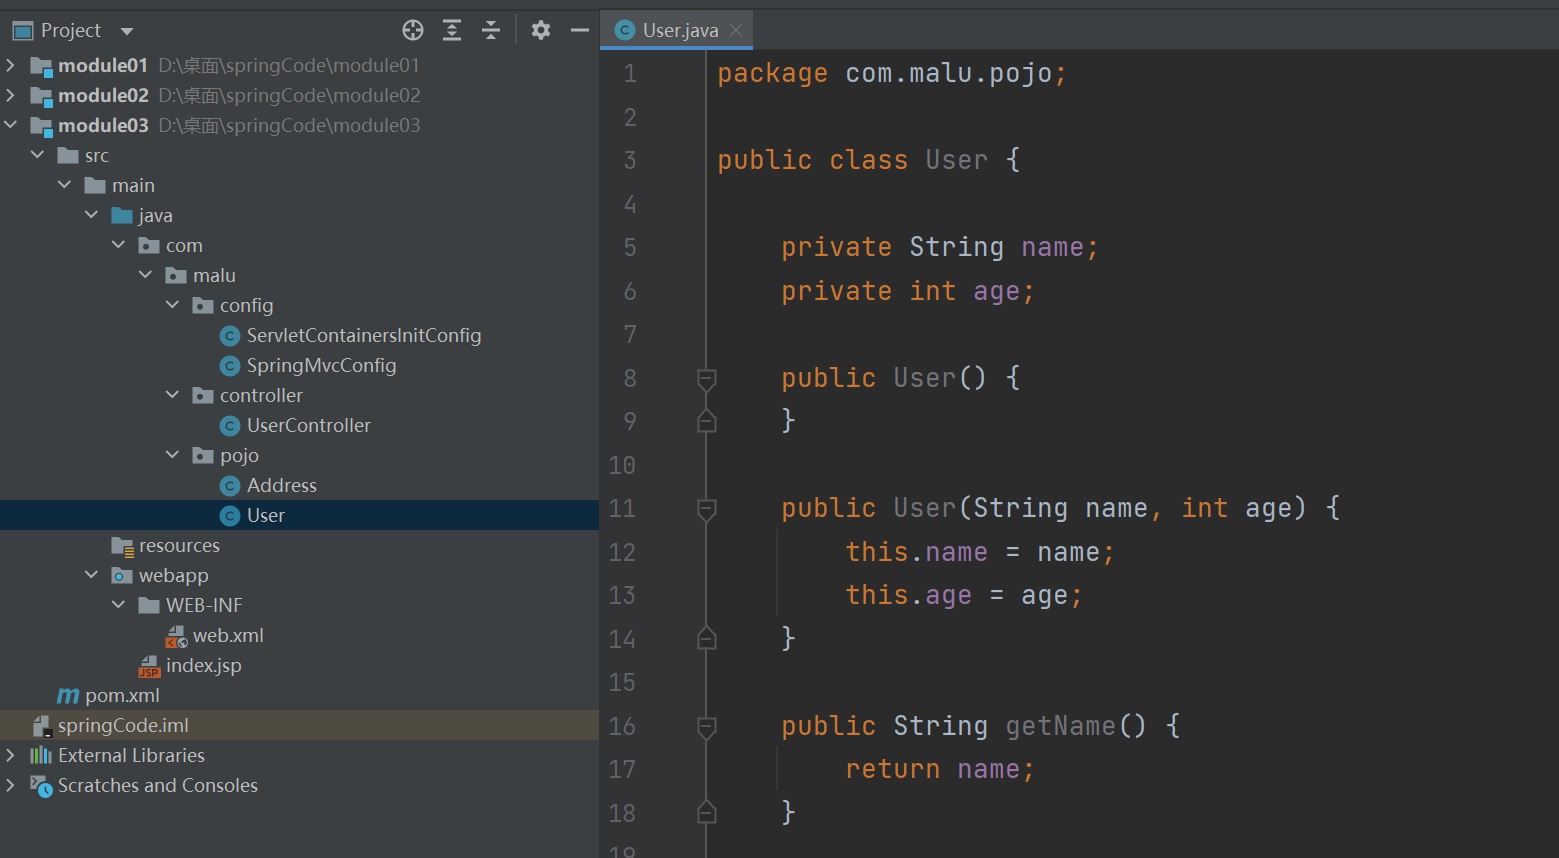 Project
module01 D:\桌面\springCode\module01
module02 D:\桌面\springCode\module02
module03 D:\桌面\springCode\module03
src
main
java
com
malu
config
ServletContainersInitConfig
SpringMvcConfig
controller
UserController
pojo
Address
User
resources
webapp
WEB-INF
web.xml
index.jsp
pom.xml
springCode.iml
External Libraries
Scratches and Consoles
User.java
1 package com.malu.pojo;
2
3 public class User {
4
5 private String name;
6 private int age;
7
8 public User() {
9 }
10
11 public User(String name, int age) {
12 this.name = name;
13 this.age = age;
14 }
15
16 public String getName() {
17 return name;
18 }
19